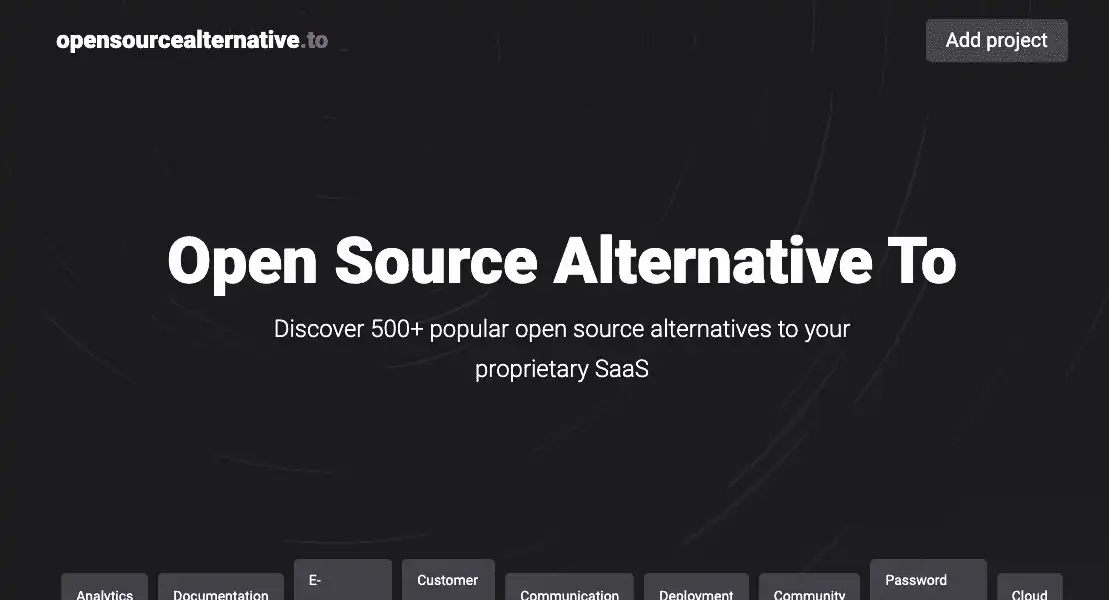 opensourcealternative.to
Add project
Open Source Alternative To
Discover 500+ popular open source alternatives to your
proprietary SaaS
E-
Customer
Password
Analytics
Documentation
Communication
Deployment
Community
Cloud